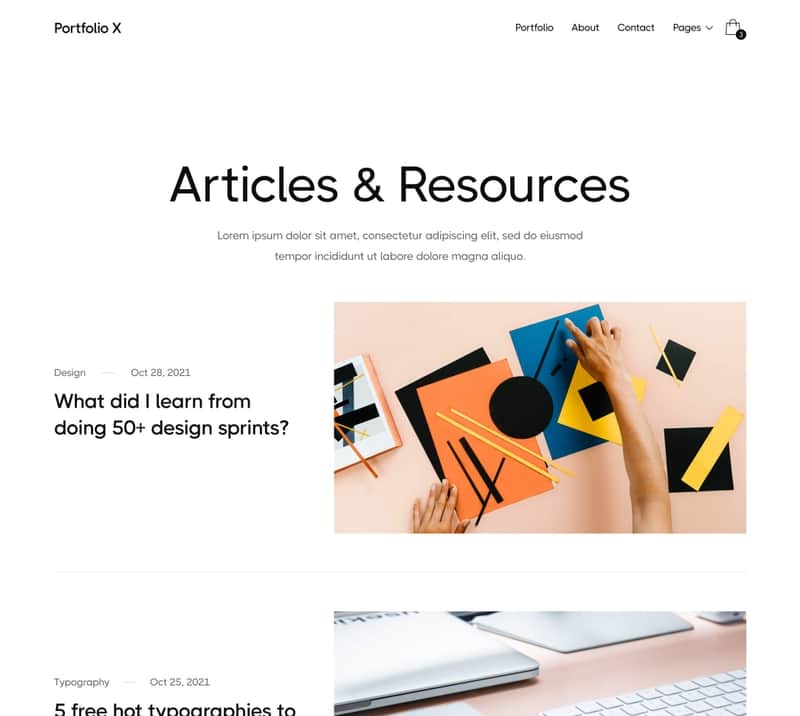 Portfolio X
Portfolio
About
Contact
Pages
Articles & Resources
Lorem ipsum dolor sit amet, consectetur adipiscing elit, sed do eiusmod
tempor incididunt ut labore dolore magna aliquo.
Design
Oct 28, 2021
What did I learn from
doing 50+ design sprints?
Typography
Oct 25, 2021
5 free hot typographies to